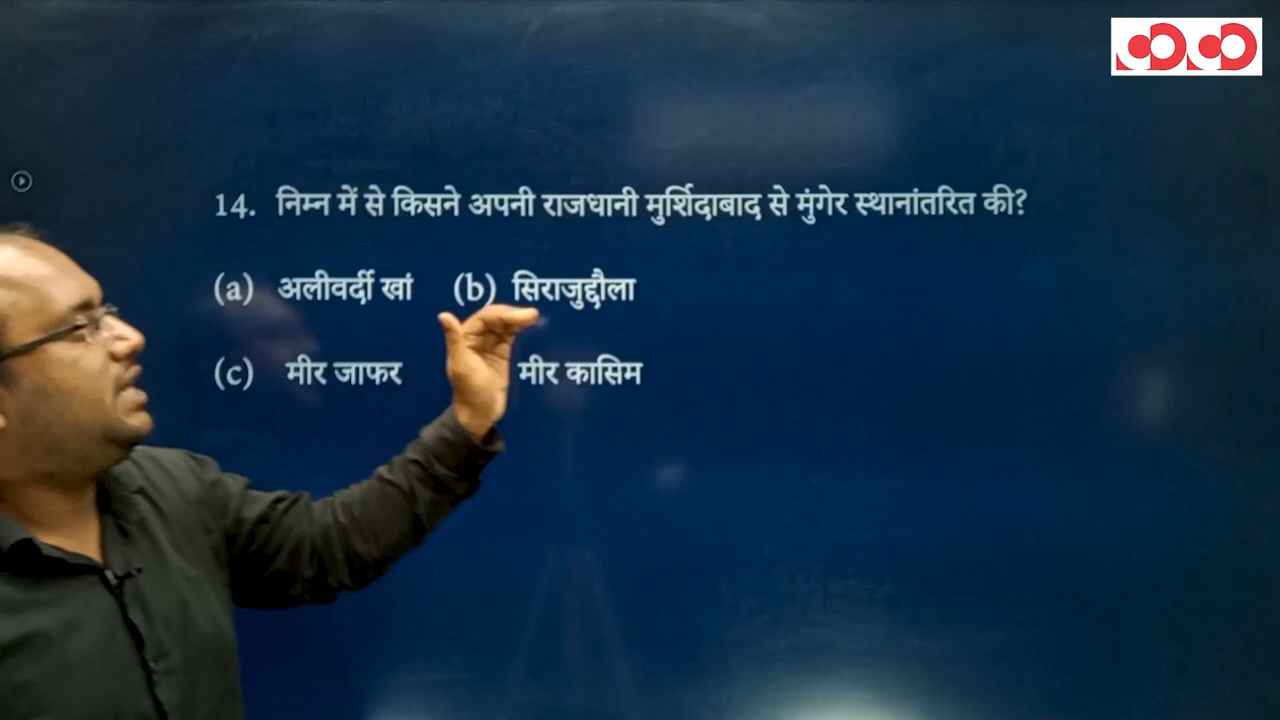 14. निम्न में से किसने अपनी राजधानी मुर्शिदाबाद से मुंगेर स्थानांतरित की?
(a) अलीवर्दी खां (b) सिराजुद्दौला
(c) मीर जाफर मीर कासिम